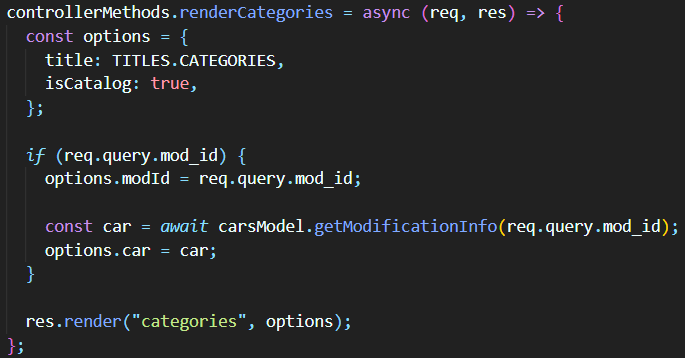 controllerMethods.renderCategories = async (req, res) => {
  const options = {
    title: TITLES.CATEGORIES,
    isCatalog: true,
  };

  if (req.query.mod_id) {
    options.modId = req.query.mod_id;

    const car = await carsModel.getModificationInfo(req.query.mod_id);
    options.car = car;
  }

  res.render("categories", options);
};